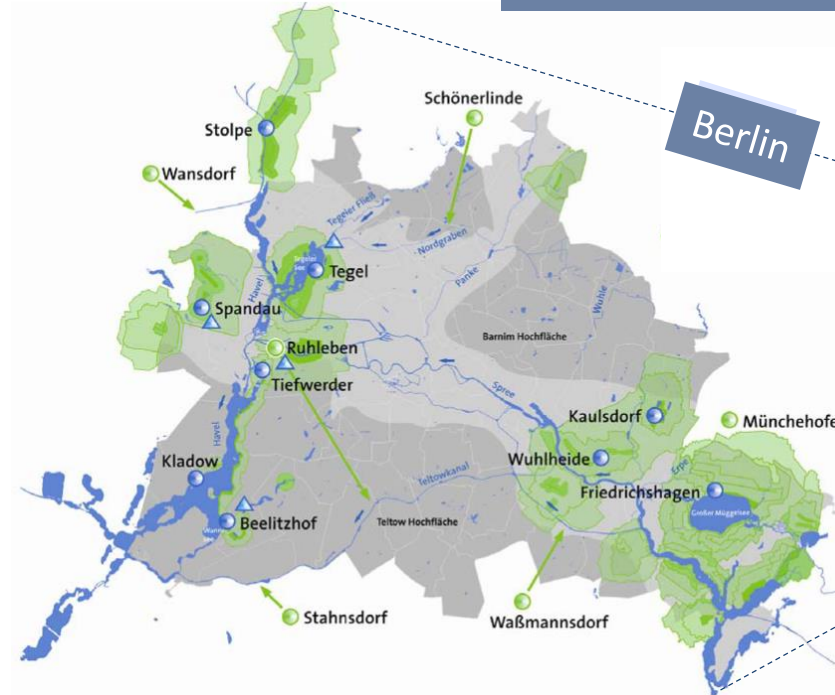 Berlin
Schönerlinde
Stolpe
Wansdorf
Tegeler Fließ
Nordgraben
Tegeler
See
Tegel
Panke
Havel
Wuhle
Spandau
Barnim Hochfläche
Ruhleben
Tiefwerder
Spree
Kaulsdorf
Münchehofe
Havel
Wuhlheide
Kladow
Teltowkanal
Erpe
Friedrichshagen
Großer Müggelsee
Beelitzhof
Teltow Hochfläche
Stahnsdorf
Waßmannsdorf